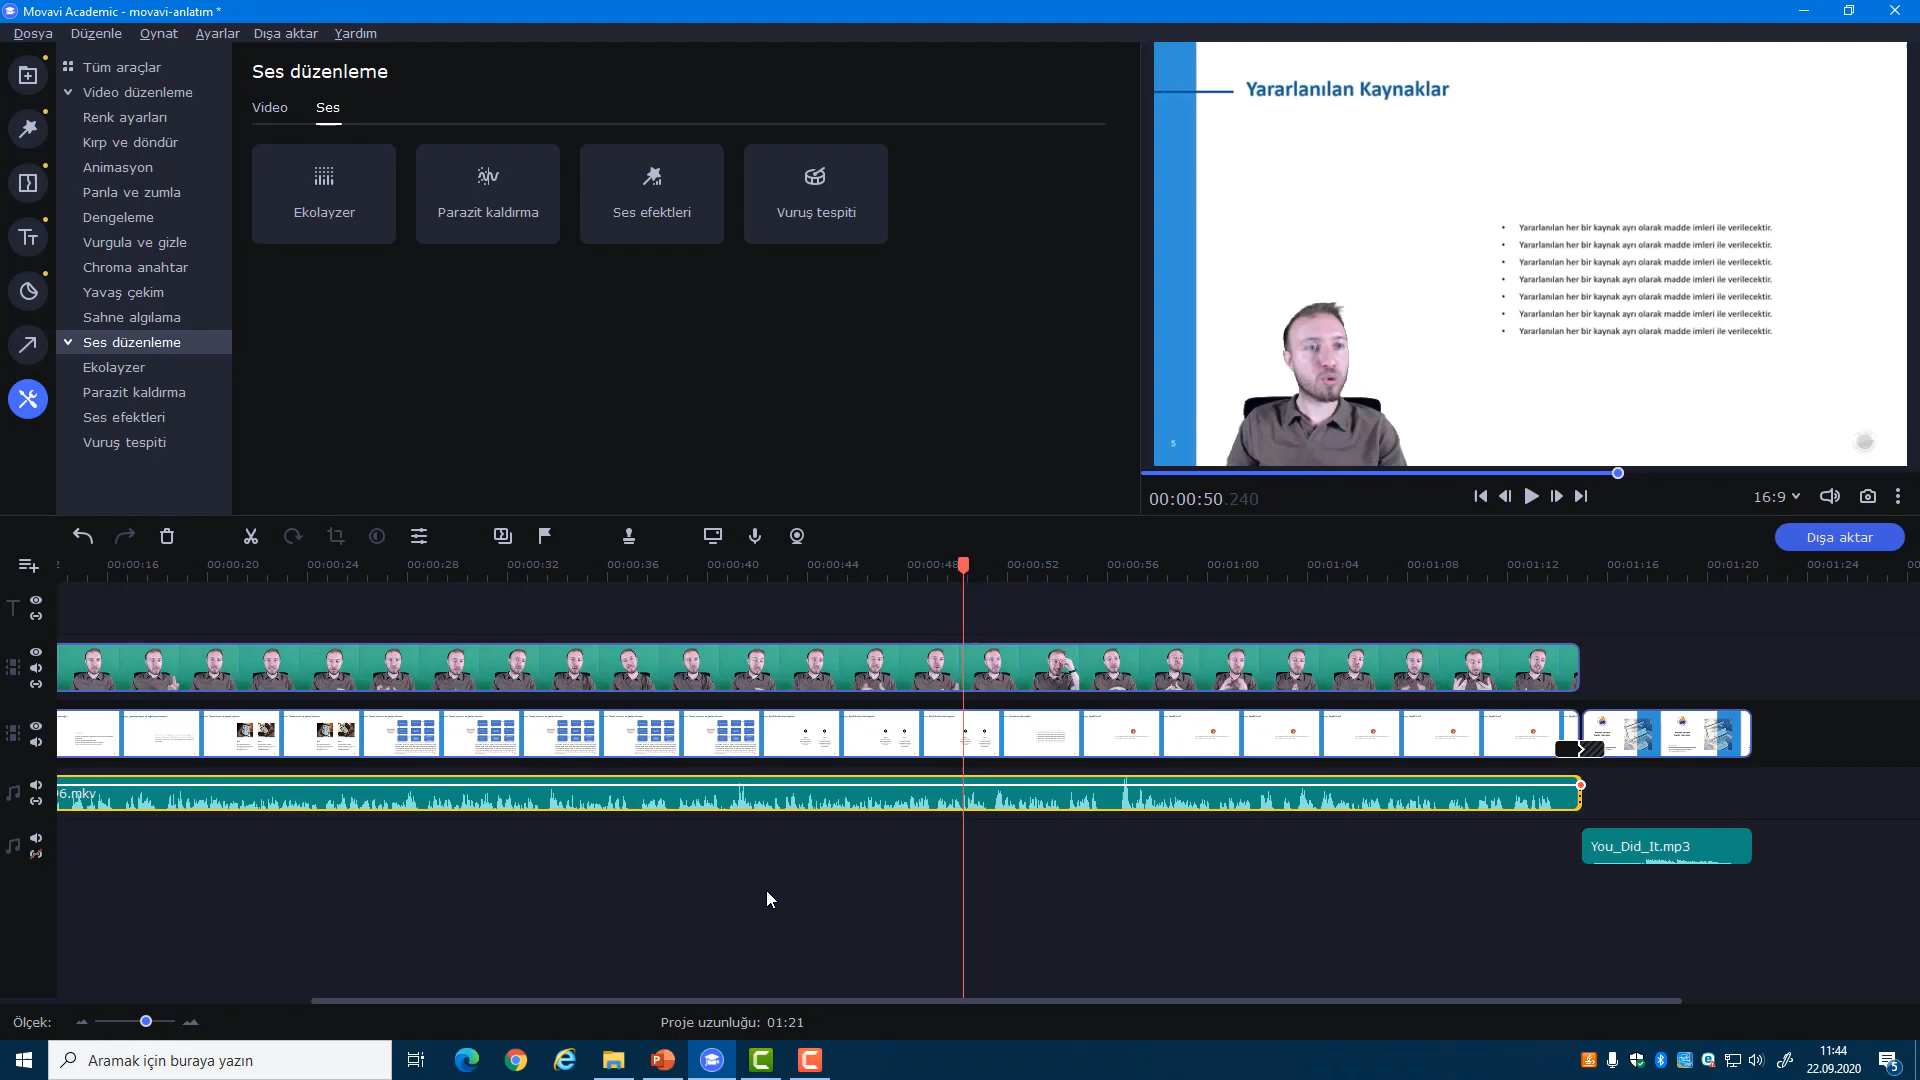 Movavi Academic - movavi-anlatım *
Dosya Düzenle Oynat Ayarlar Dışa aktar Yardım
Tüm araçlar
Video düzenleme
Renk ayarları
Kırp ve döndür
Animasyon
Panla ve zumla
Dengeleme
Vurgula ve gizle
Chroma anahtar
Yavaş çekim
Sahne algılama
Ses düzenleme
Ekolayzer
Parazit kaldırma
Ses efektleri
Vuruş tespiti
Ses düzenleme
Video Ses
Ekolayzer Parazit kaldırma Ses efektleri Vuruş tespiti
Yararlanılan Kaynaklar
• Yararlanılan her bir kaynak ayrı olarak madde imleri ile verilecektir.
• Yararlanılan her bir kaynak ayrı olarak madde imleri ile verilecektir.
• Yararlanılan her bir kaynak ayrı olarak madde imleri ile verilecektir.
• Yararlanılan her bir kaynak ayrı olarak madde imleri ile verilecektir.
• Yararlanılan her bir kaynak ayrı olarak madde imleri ile verilecektir.
• Yararlanılan her bir kaynak ayrı olarak madde imleri ile verilecektir.
• Yararlanılan her bir kaynak ayrı olarak madde imleri ile verilecektir.
5
00:00:50.240
16:9
Dışa aktar
00:00:16 00:00:20 00:00:24 00:00:28 00:00:32 00:00:36 00:00:40 00:00:44 00:00:48 00:00:52 00:00:56 00:01:00 00:01:04 00:01:08 00:01:12 00:01:16 00:01:20 00:01:24 00
6.mkv
You_Did_It.mp3
Ölçek:
Proje uzunluğu: 01:21
Aramak için buraya yazın
11:44
22.09.2020
5